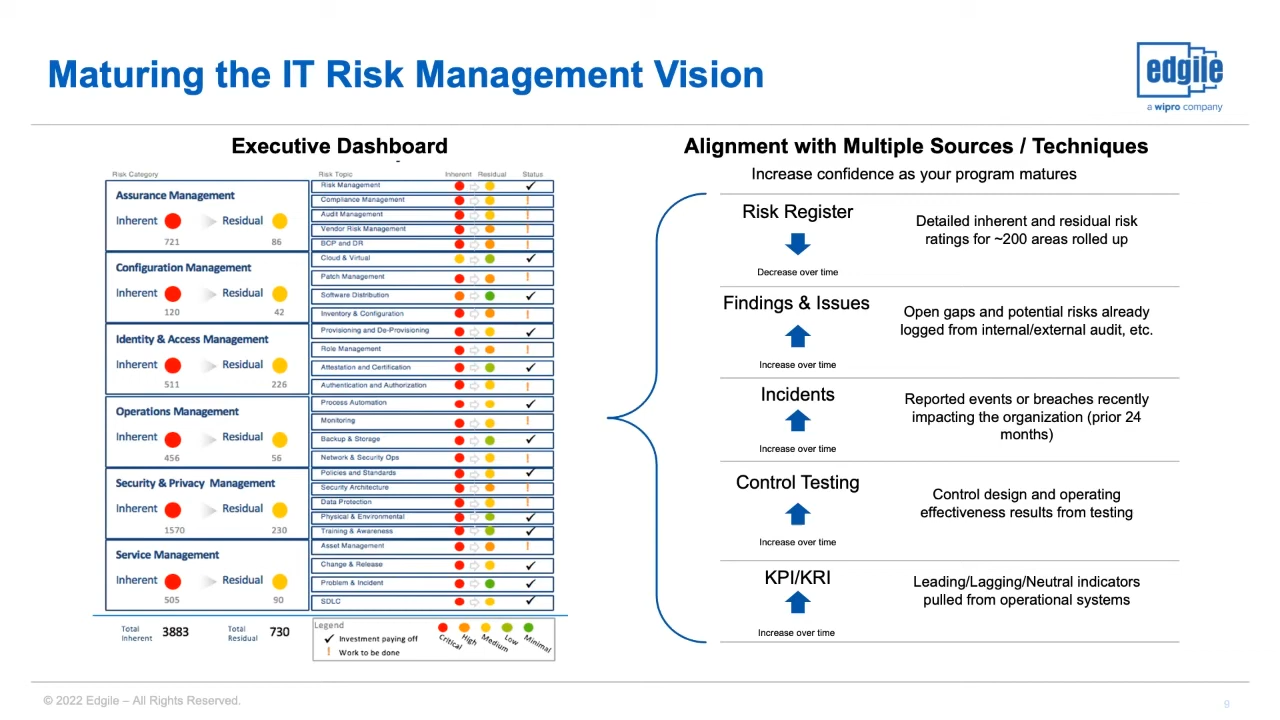 Maturing the IT Risk Management Vision
edgile
a wipro company
Executive Dashboard
Risk Category
Risk Topic
Inherent
Residual
Status
Assurance Management
Inherent
Residual
721
86
Risk Management
Compliance Management
Audit Management
Vendor Risk Management
BCP and DR
Configuration Management
Inherent
Residual
120
42
Cloud & Virtual
Patch Management
Software Distribution
Inventory & Configuration
Identity & Access Management
Inherent
Residual
511
226
Provisioning and De-Provisioning
Role Management
Attestation and Certification
Authentication and Authorization
Operations Management
Inherent
Residual
456
56
Process Automation
Monitoring
Backup & Storage
Network & Security Ops
Security & Privacy Management
Inherent
Residual
1570
230
Policies and Standards
Security Architecture
Data Protection
Physical & Environmental
Training & Awareness
Service Management
Inherent
Residual
505
90
Asset Management
Change & Release
Problem & Incident
SDLC
Total
Inherent
3883
Total
Residual
730
Legend
✓ Investment paying off
! Work to be done
Critical
High
Medium
Low
Minimal
Alignment with Multiple Sources / Techniques
Increase confidence as your program matures
Risk Register
Decrease over time
Detailed inherent and residual risk
ratings for ~200 areas rolled up
Findings & Issues
Increase over time
Open gaps and potential risks already
logged from internal/external audit, etc.
Incidents
Increase over time
Reported events or breaches recently
impacting the organization (prior 24
months)
Control Testing
Increase over time
Control design and operating
effectiveness results from testing
KPI/KRI
Increase over time
Leading/Lagging/Neutral indicators
pulled from operational systems
© 2022 Edgile – All Rights Reserved.
9